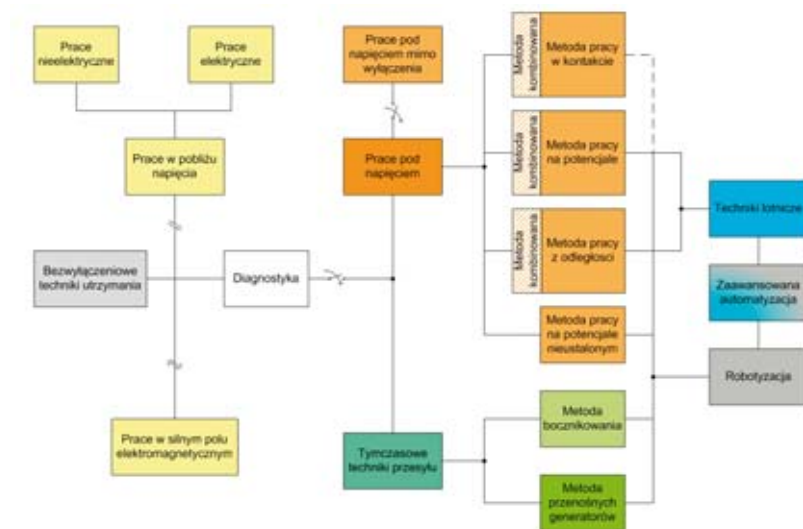 Prace
nieelektryczne
Prace
elektryczne
Prace w pobliżu
napięcia
Bezwyłączeniowe
techniki utrzymania
Diagnostyka
Prace w silnym polu
elektromagnetycznym
Prace pod
napięciem mimo
wyłączenia
Prace pod
napięciem
Tymczasowe
techniki przesyłu
Metoda
kombinowana
Metoda pracy
w kontakcie
Metoda
kombinowana
Metoda pracy
na potencjale
Metoda
kombinowana
Metoda pracy
z odległości
Metoda pracy
na potencjale
nieustalonym
Metoda
bocznikowania
Metoda
przenośnych
generatorów
Techniki lotnicze
Zaawansowana
automatyzacja
Robotyzacja